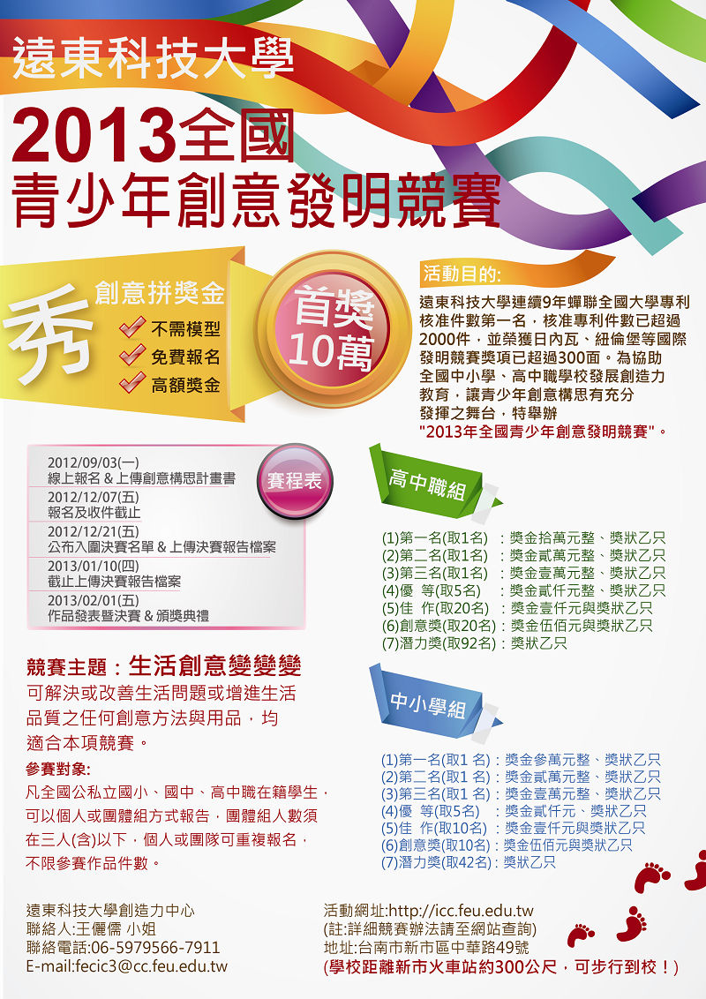 遠東科技大學
2013全國
青少年創意發明競賽
秀
創意拼獎金
不需模型
免費報名
高額獎金
首獎
10萬
活動目的:
遠東科技大學連續9年蟬聯全國大學專利
核准件數第一名，核准專利件數已超過
2000件，並榮獲日內瓦、紐倫堡等國際
發明競賽獎項已超過300面。為協助
全國中小學、高中職學校發展創造力
教育，讓青少年創意構思有充分
發揮之舞台，特舉辦
"2013年全國青少年創意發明競賽"。
賽程表
2012/09/03(一)
線上報名 & 上傳創意構思計畫書
2012/12/07(五)
報名及收件截止
2012/12/21(五)
公布入圍決賽名單 & 上傳決賽報告檔案
2013/01/10(四)
截止上傳決賽報告檔案
2013/02/01(五)
作品發表暨決賽 & 頒獎典禮
高中職組
(1)第一名(取1名) ：獎金拾萬元整、獎狀乙只
(2)第二名(取1名) ：獎金貳萬元整、獎狀乙只
(3)第三名(取1名) ：獎金壹萬元整、獎狀乙只
(4)優 等(取5名) ：獎金貳仟元整、獎狀乙只
(5)佳 作(取20名) ：獎金壹仟元與獎狀乙只
(6)創意獎(取20名)：獎金伍佰元與獎狀乙只
(7)潛力獎(取92名)：獎狀乙只
競賽主題：生活創意變變變
可解決或改善生活問題或增進生活
品質之任何創意方法與用品，均
適合本項競賽。
參賽對象:
凡全國公私立國小、國中、高中職在籍學生，
可以個人或團體組方式報告，團體組人數須
在三人(含)以下，個人或團隊可重複報名，
不限參賽作品件數。
中小學組
(1)第一名(取1 名)：獎金參萬元整、獎狀乙只
(2)第二名(取1 名)：獎金貳萬元整、獎狀乙只
(3)第三名(取1 名)：獎金壹萬元整、獎狀乙只
(4)優 等(取5名) ：獎金貳仟元、獎狀乙只
(5)佳 作(取10名) ：獎金壹仟元與獎狀乙只
(6)創意獎(取10名)：獎金伍佰元與獎狀乙只
(7)潛力獎(取42名)：獎狀乙只
遠東科技大學創造力中心
聯絡人:王儷儒 小姐
聯絡電話:06-5979566-7911
E-mail:fecic3@cc.feu.edu.tw
活動網址:http://icc.feu.edu.tw
(註:詳細競賽辦法請至網站查詢)
地址:台南市新市區中華路49號
(學校距離新市火車站約300公尺，可步行到校！)